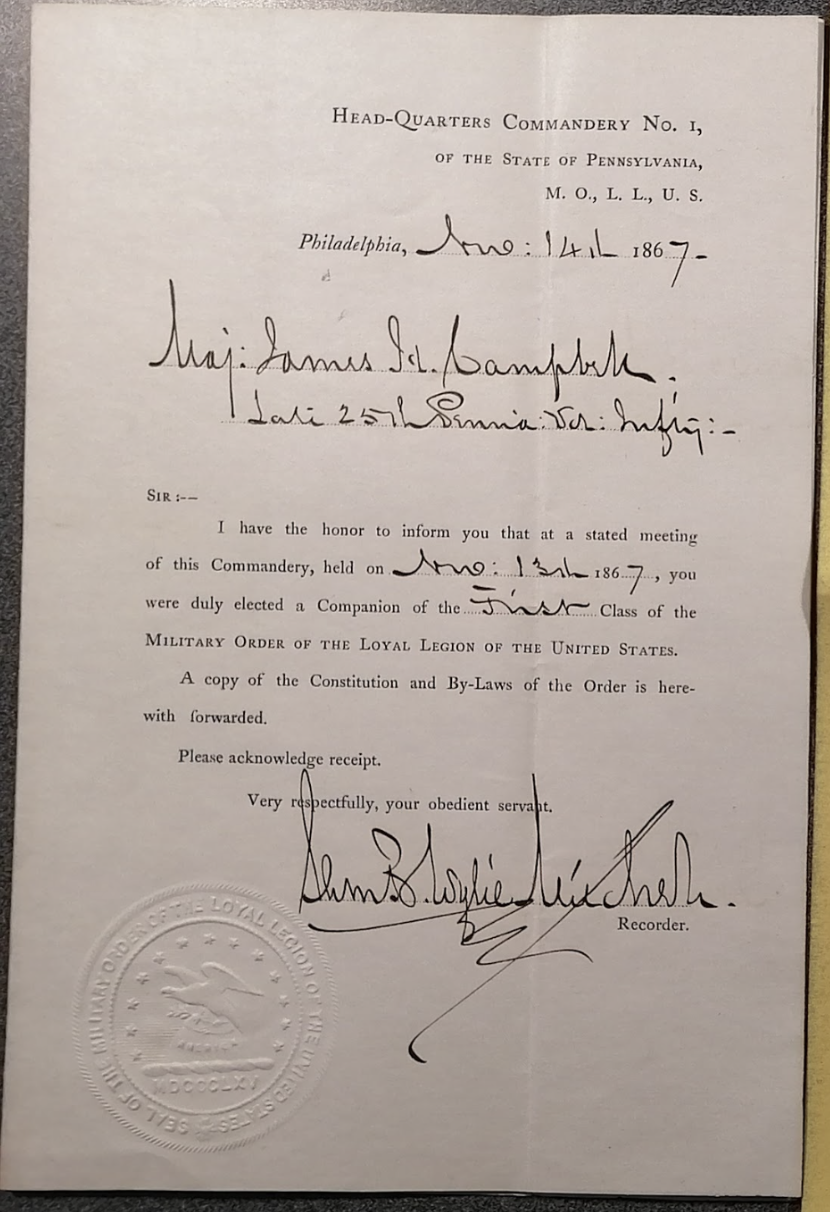 HEAD-QUARTERS COMMANDERY NO. 1,
OF THE STATE OF PENNSYLVANIA,
M. O., L. L., U. S.
Philadelphia, Nov: 14th 1867-
Maj: James H. Campbell.
Late 25th Penna: Vol: Inftry:-
SIR :--
I have the honor to inform you that at a stated meeting
of this Commandery, held on Nov: 13th 1867, you
were duly elected a Companion of the First Class of the
MILITARY ORDER OF THE LOYAL LEGION OF THE UNITED STATES.
A copy of the Constitution and By-Laws of the Order is here-
with forwarded.
Please acknowledge receipt.
Very respectfully, your obedient servant.
Saml B. Wylie Mitchell.
Recorder.
SEAL OF THE MILITARY ORDER OF THE LOYAL LEGION OF THE UNITED STATES
AMERICA
MDCCCLXV